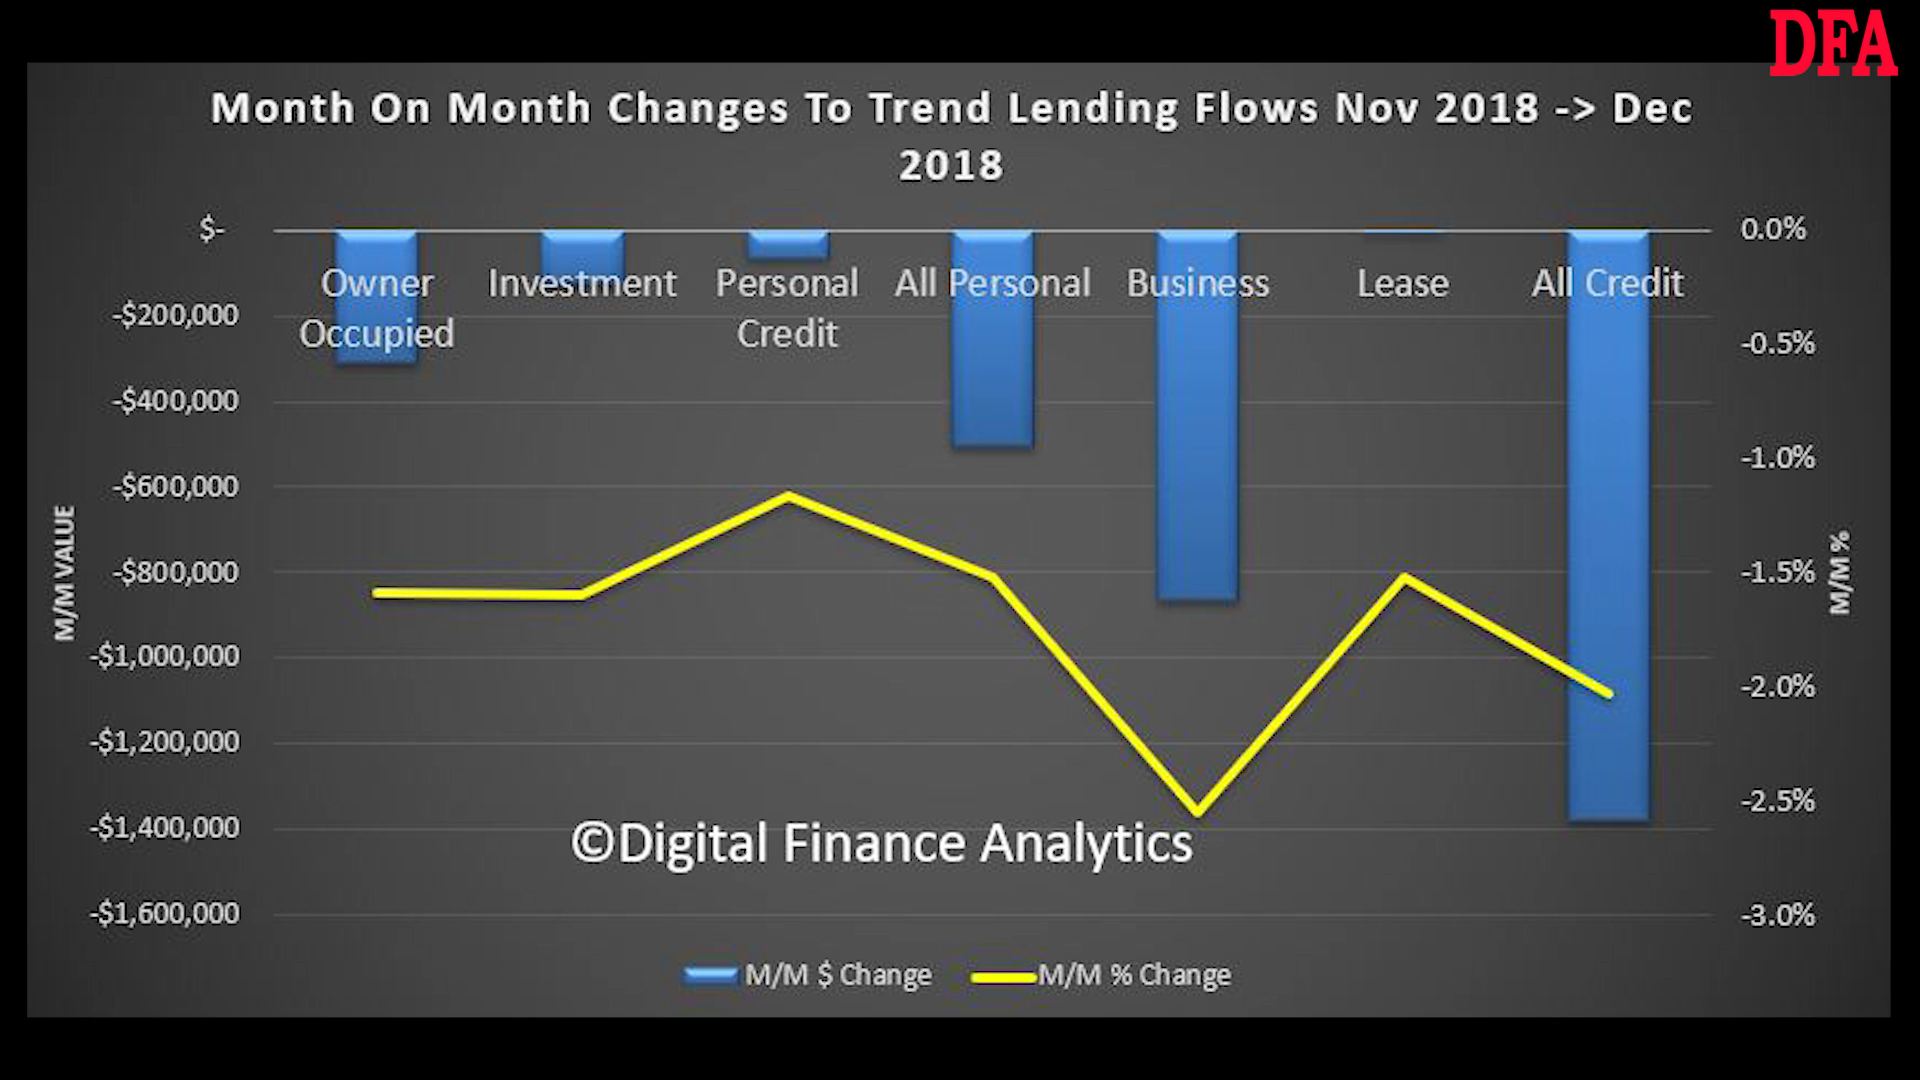 DFA
Month On Month Changes To Trend Lending Flows Nov 2018 -> Dec
2018
$-
-$200,000
-$400,000
-$600,000
-$800,000
-$1,000,000
-$1,200,000
-$1,400,000
-$1,600,000
M/M VALUE
Owner
Occupied
Investment
Personal
Credit
All Personal
Business
Lease
All Credit
0.0%
-0.5%
-1.0%
-1.5%
-2.0%
-2.5%
-3.0%
M/M %
©Digital Finance Analytics
M/M $ Change
M/M % Change